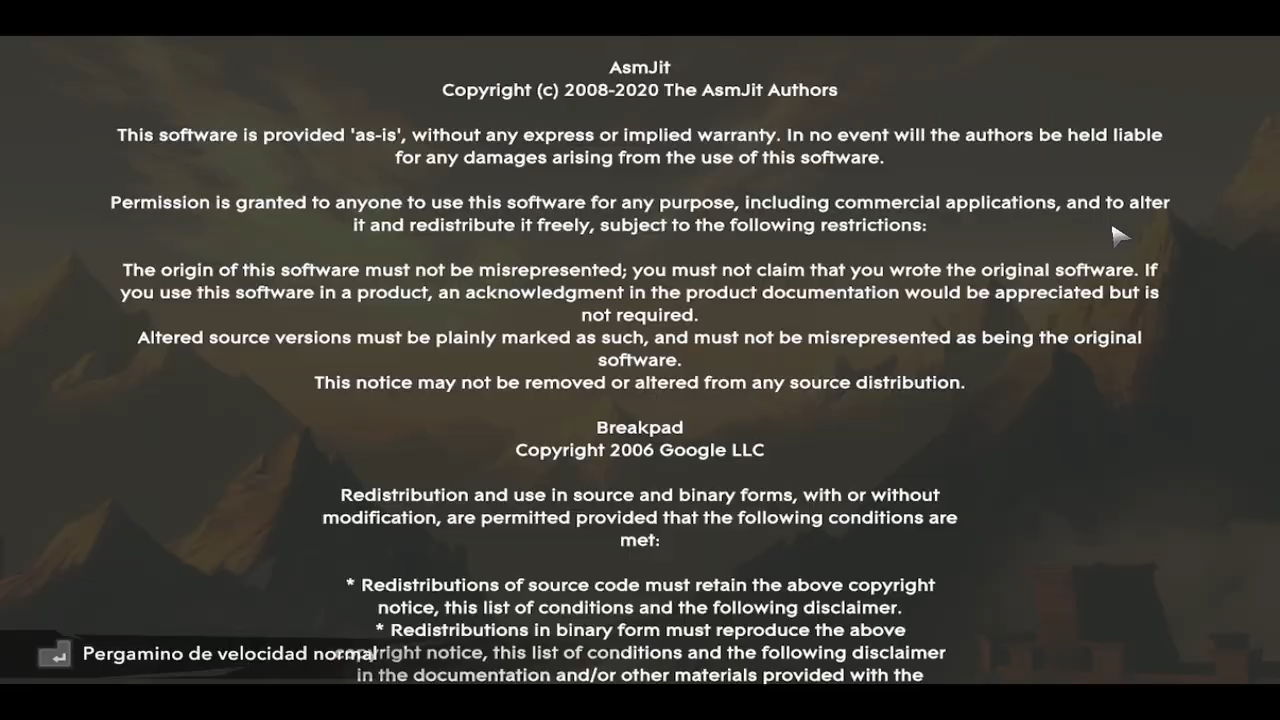 AsmJit
Copyright (c) 2008-2020 The AsmJit Authors
This software is provided 'as-is', without any express or implied warranty. In no event will the authors be held liable
for any damages arising from the use of this software.
Permission is granted to anyone to use this software for any purpose, including commercial applications, and to alter
it and redistribute it freely, subject to the following restrictions:
The origin of this software must not be misrepresented; you must not claim that you wrote the original software. If
you use this software in a product, an acknowledgment in the product documentation would be appreciated but is
not required.
Altered source versions must be plainly marked as such, and must not be misrepresented as being the original
software.
This notice may not be removed or altered from any source distribution.
Breakpad
Copyright 2006 Google LLC
Redistribution and use in source and binary forms, with or without
modification, are permitted provided that the following conditions are
met:
* Redistributions of source code must retain the above copyright
notice, this list of conditions and the following disclaimer.
* Redistributions in binary form must reproduce the above
copyright notice, this list of conditions and the following disclaimer
in the documentation and/or other materials provided with the
Pergamino de velocidad normal